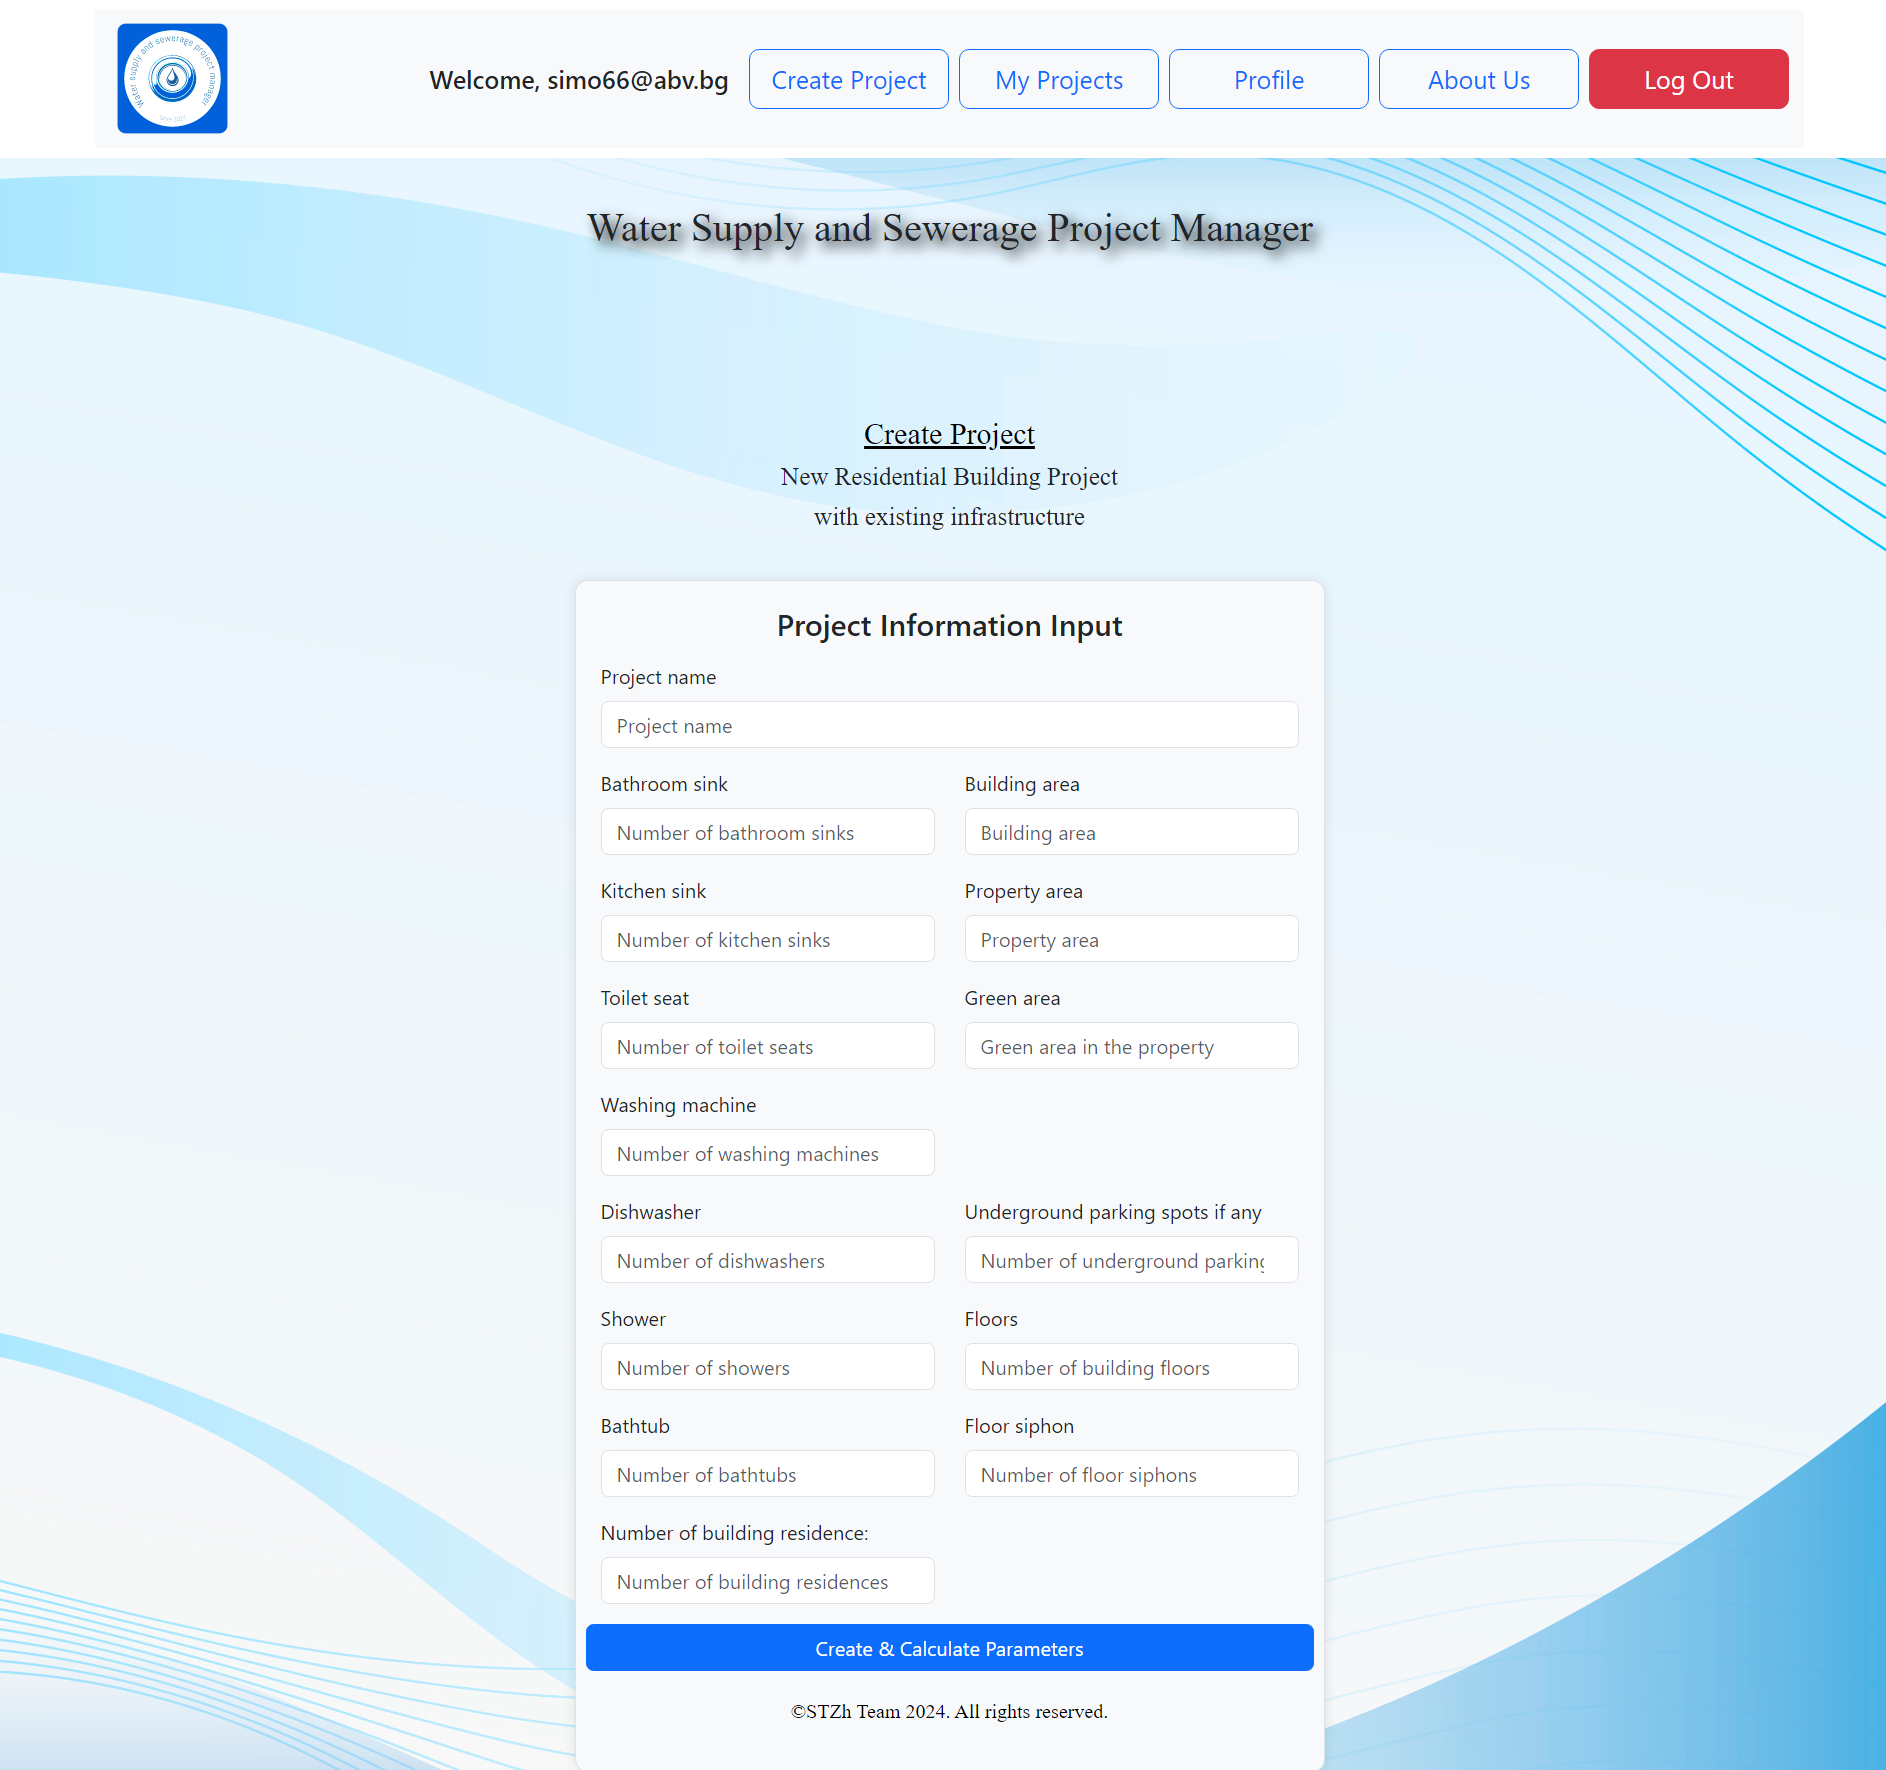 Water supply and sewerage project manager
Since 2024
Welcome, simo66@abv.bg
Create Project
My Projects
Profile
About Us
Log Out
Water Supply and Sewerage Project Manager
Create Project
New Residential Building Project
with existing infrastructure
Project Information Input
Project name
Project name
Bathroom sink
Building area
Number of bathroom sinks
Building area
Kitchen sink
Property area
Number of kitchen sinks
Property area
Toilet seat
Green area
Number of toilet seats
Green area in the property
Washing machine
Number of washing machines
Dishwasher
Underground parking spots if any
Number of dishwashers
Number of underground parking
Shower
Floors
Number of showers
Number of building floors
Bathtub
Floor siphon
Number of bathtubs
Number of floor siphons
Number of building residence:
Number of building residences
Create & Calculate Parameters
©STZh Team 2024. All rights reserved.